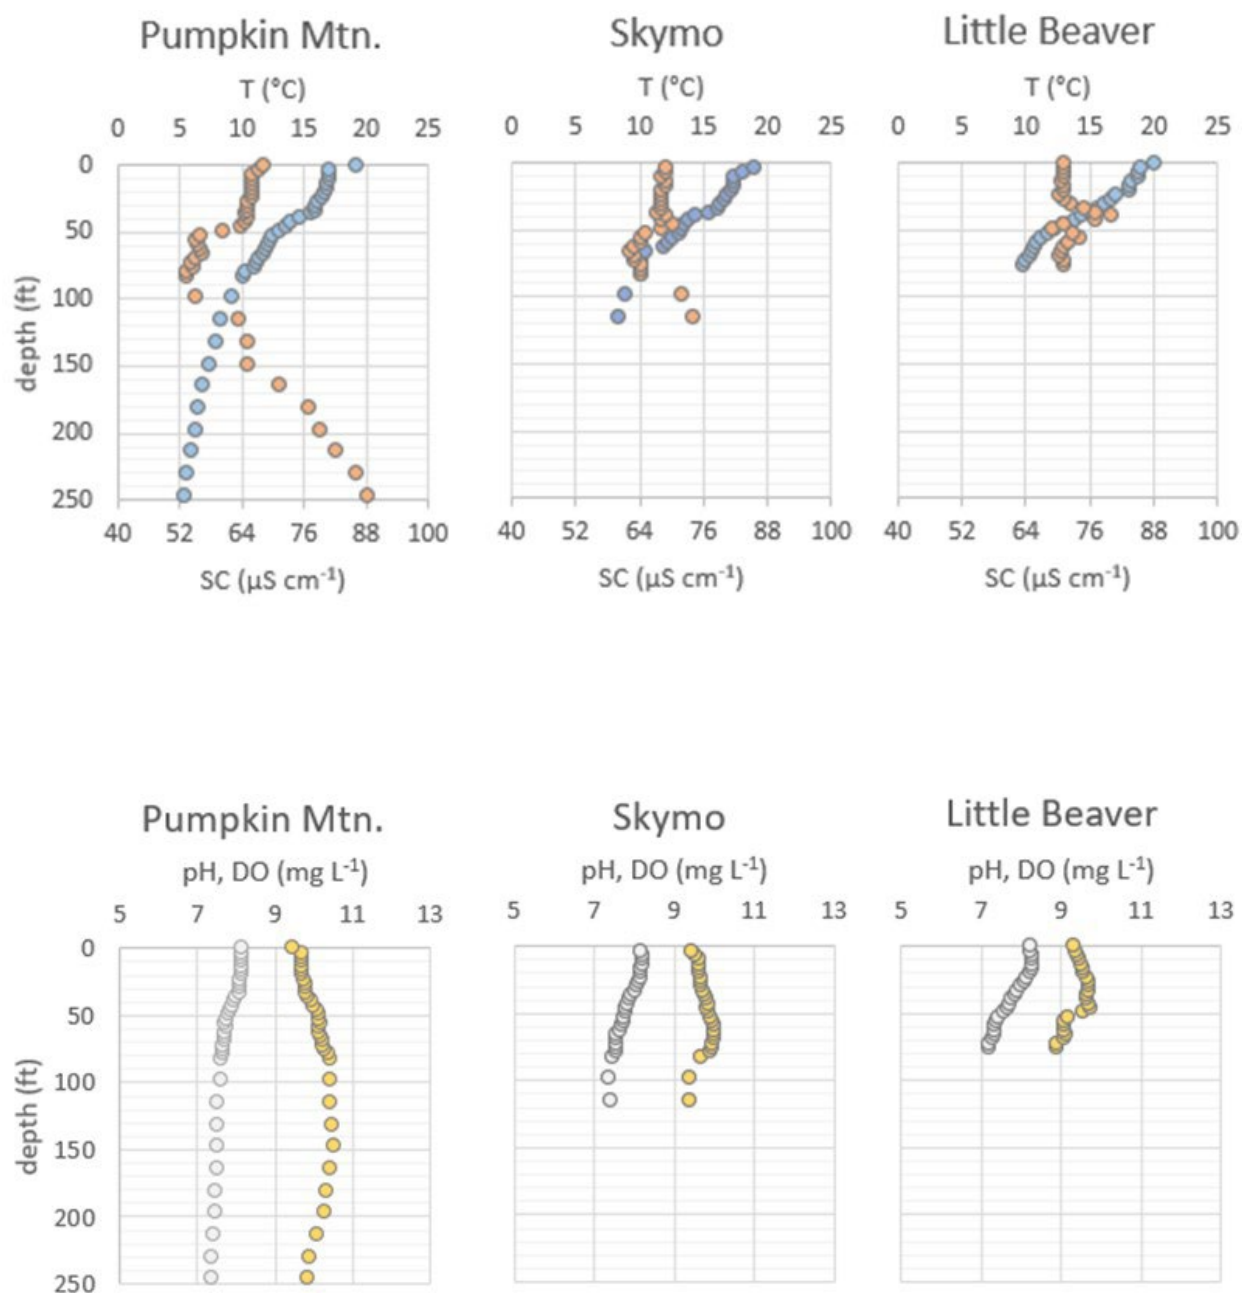 Pumpkin Mtn. Skymo Little Beaver
T (°C) T (°C) T (°C)
0 5 10 15 20 25 0 5 10 15 20 25 0 5 10 15 20 25
0
50
100
150
200
250
depth (ft)
40 52 64 76 88 100 40 52 64 76 88 100 40 52 64 76 88 100
SC (µS cm⁻¹) SC (µS cm⁻¹) SC (µS cm⁻¹)
Pumpkin Mtn. Skymo Little Beaver
pH, DO (mg L⁻¹) pH, DO (mg L⁻¹) pH, DO (mg L⁻¹)
5 7 9 11 13 5 7 9 11 13 5 7 9 11 13
0
50
100
150
200
250
depth (ft)